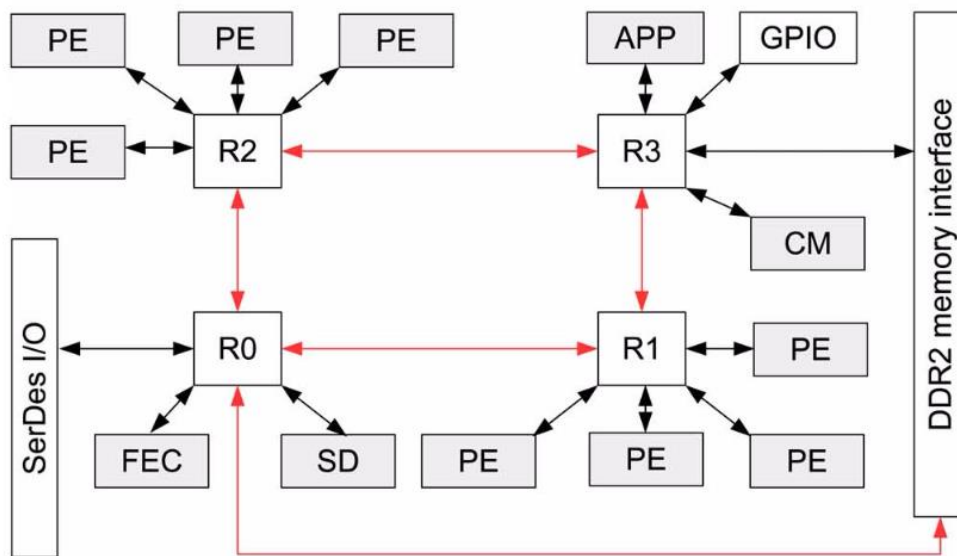 PE
PE
PE
PE
R2
APP
GPIO
R3
CM
DDR2 memory interface
SerDes I/O
R0
FEC
SD
R1
PE
PE
PE
PE